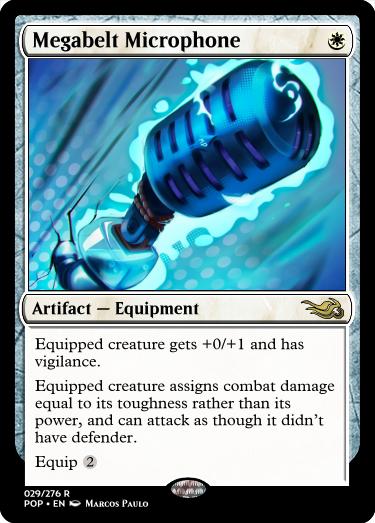 Megabelt Microphone
Artifact — Equipment
Equipped creature gets +0/+1 and has
vigilance.
Equipped creature assigns combat damage
equal to its toughness rather than its
power, and can attack as though it didn't
have defender.
Equip 2
029/276 R
POP • EN Marcos Paulo